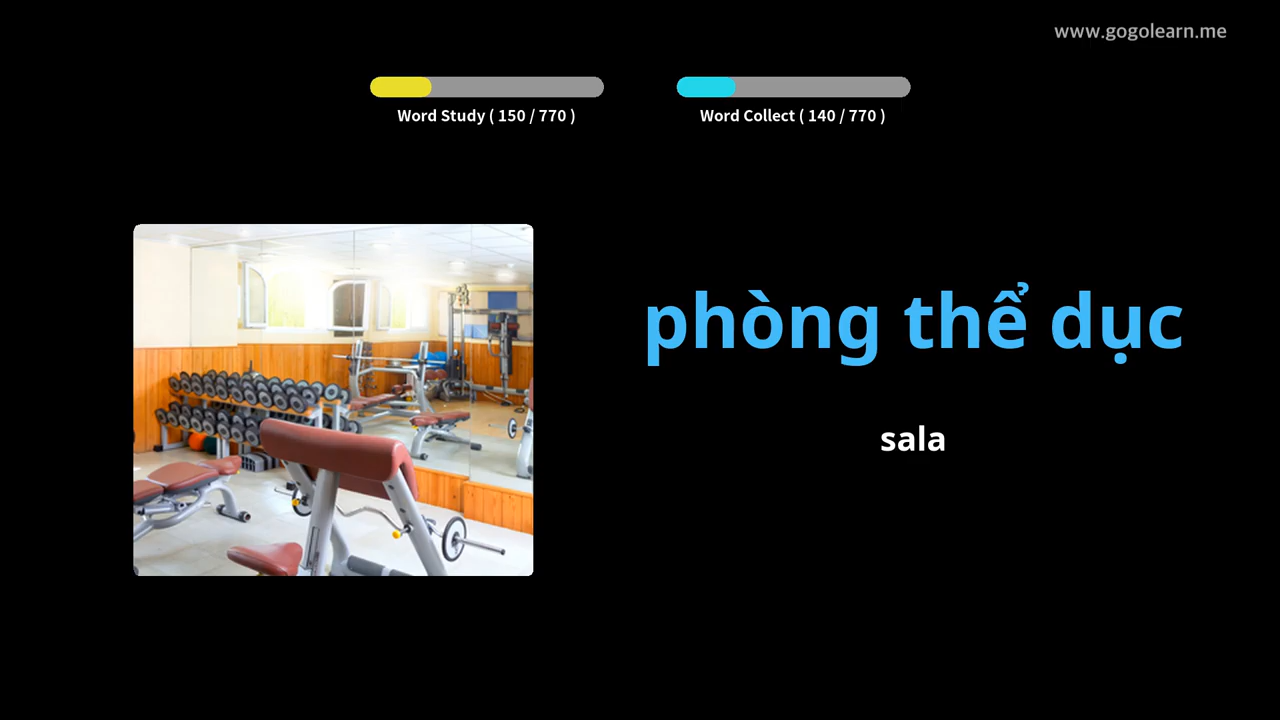 www.gogolearn.me
Word Study ( 150 / 770 )
Word Collect ( 140 / 770 )
phòng thể dục
sala